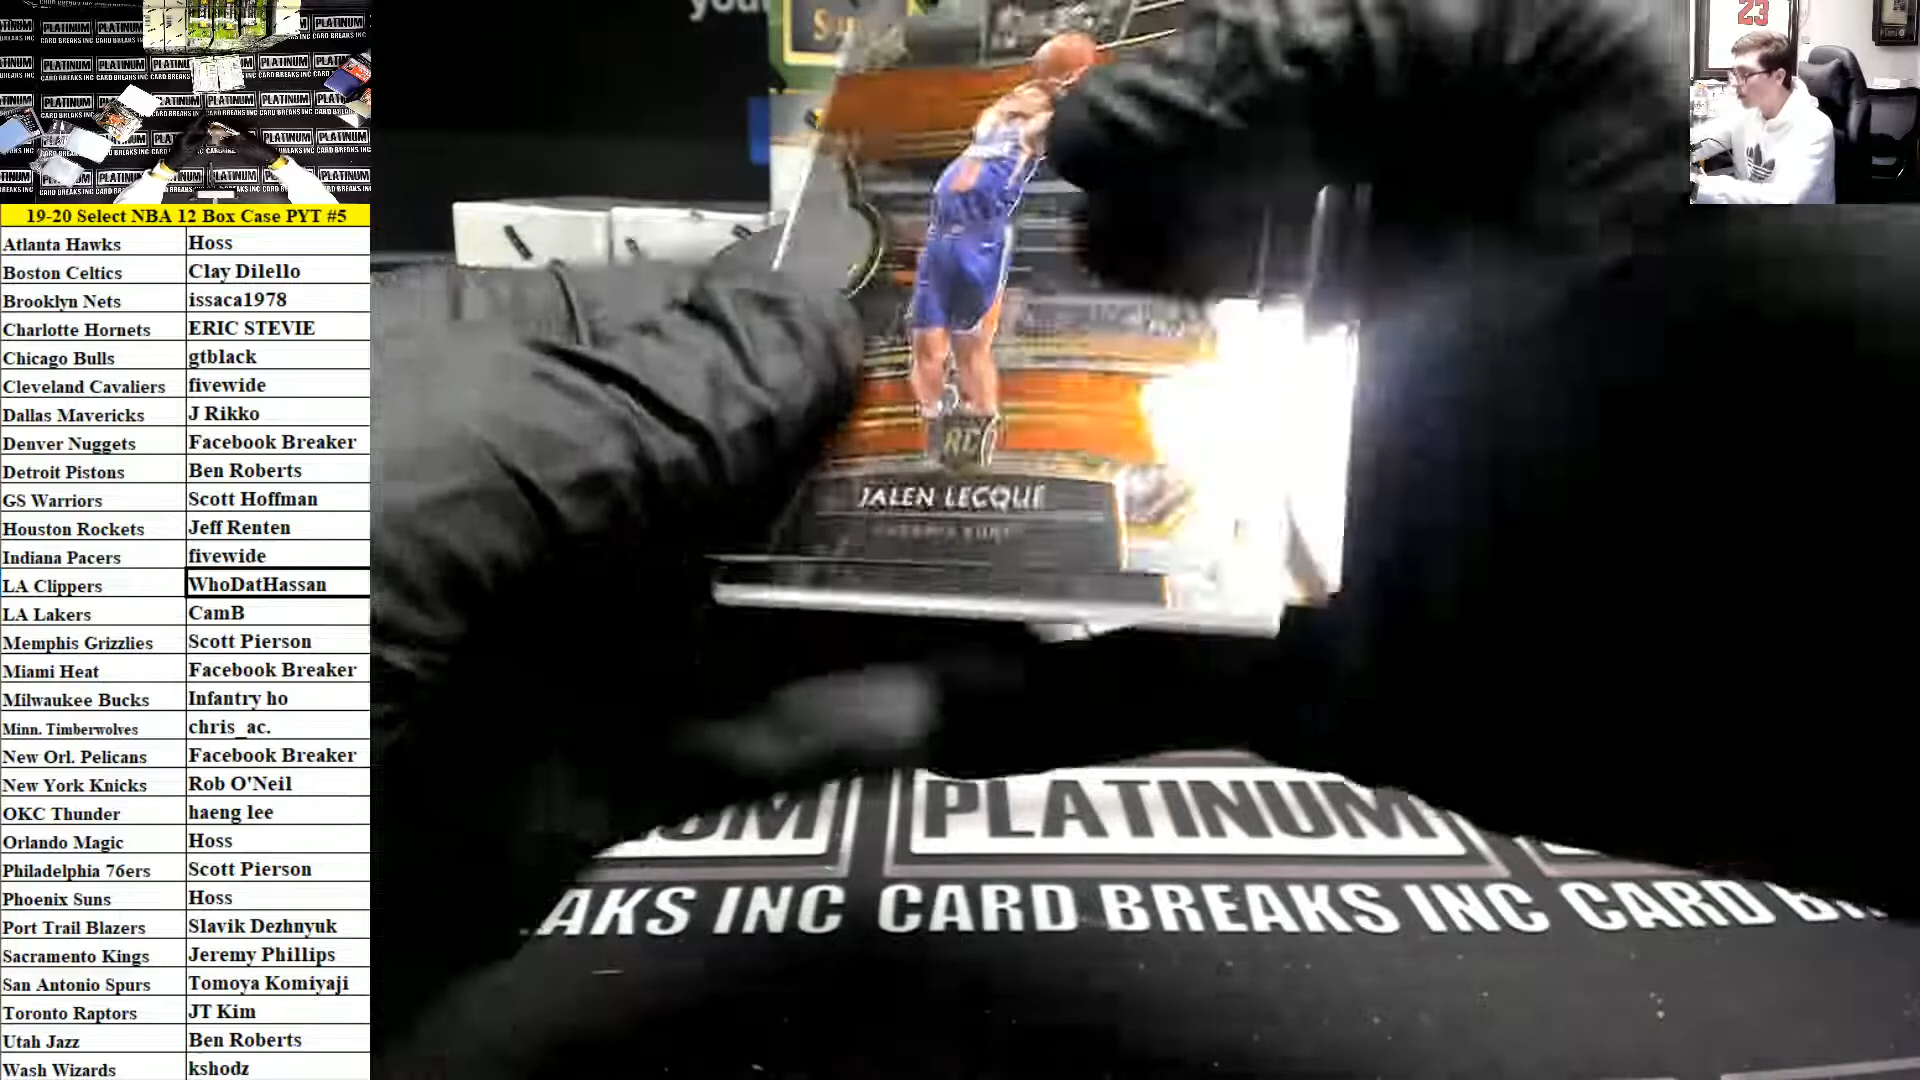 19-20 Select NBA 12 Box Case PYT #5
Atlanta Hawks Hoss
Boston Celtics Clay Dilello
Brooklyn Nets issaca1978
Charlotte Hornets ERIC STEVIE
Chicago Bulls gtblack
Cleveland Cavaliers fivewide
Dallas Mavericks J Rikko
Denver Nuggets Facebook Breaker
Detroit Pistons Ben Roberts
GS Warriors Scott Hoffman
Houston Rockets Jeff Renten
Indiana Pacers fivewide
LA Clippers WhoDatHassan
LA Lakers CamB
Memphis Grizzlies Scott Pierson
Miami Heat Facebook Breaker
Milwaukee Bucks Infantry ho
Minn. Timberwolves chris_ac.
New Orl. Pelicans Facebook Breaker
New York Knicks Rob O'Neil
OKC Thunder haeng lee
Orlando Magic Hoss
Philadelphia 76ers Scott Pierson
Phoenix Suns Hoss
Port Trail Blazers Slavik Dezhnyuk
Sacramento Kings Jeremy Phillips
San Antonio Spurs Tomoya Komiyaji
Toronto Raptors JT Kim
Utah Jazz Ben Roberts
Wash Wizards kshodz
23
RC
JALEN LECQUE
PLATINUM
AKS INC CARD BREAKS INC CARD